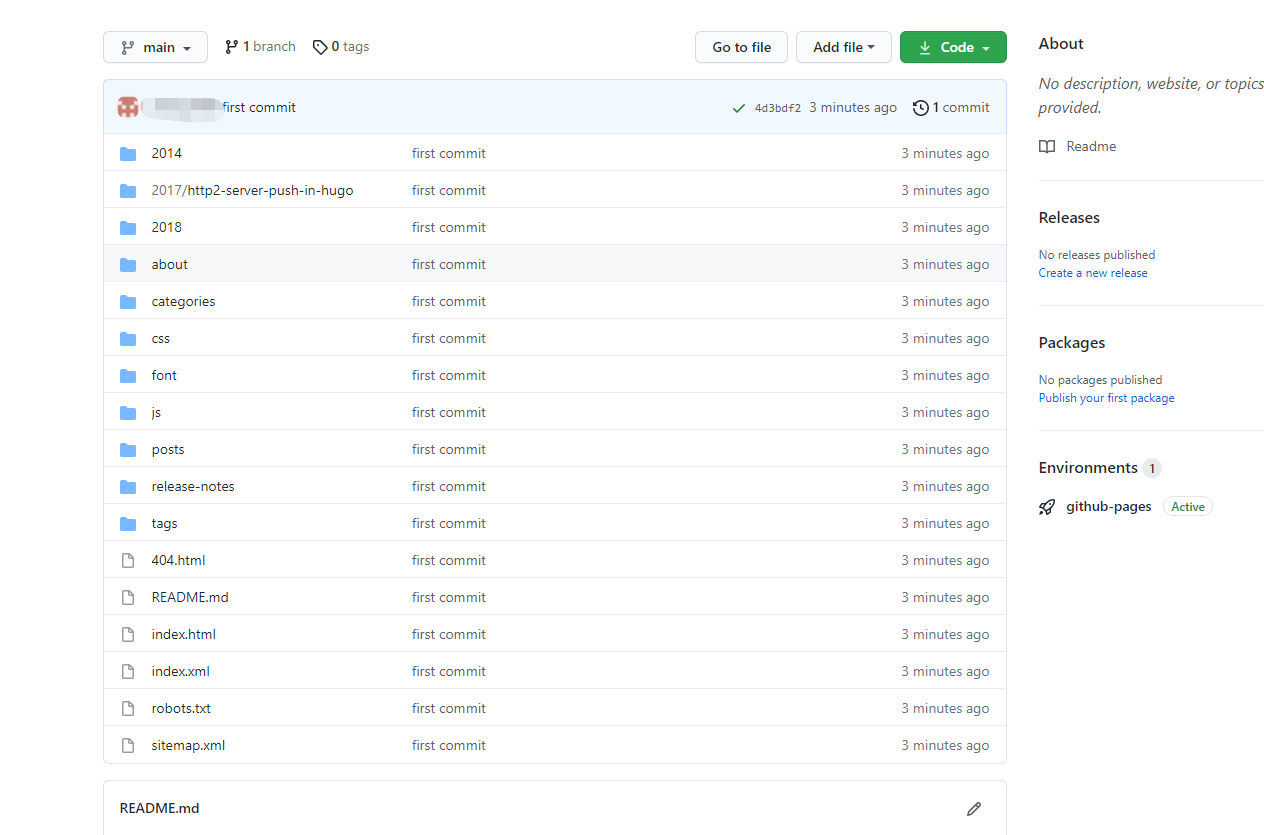 main
1 branch
0 tags
Go to file
Add file
Code
first commit
4d3bdf2 3 minutes ago
1 commit
2014 first commit 3 minutes ago
2017/http2-server-push-in-hugo first commit 3 minutes ago
2018 first commit 3 minutes ago
about first commit 3 minutes ago
categories first commit 3 minutes ago
css first commit 3 minutes ago
font first commit 3 minutes ago
js first commit 3 minutes ago
posts first commit 3 minutes ago
release-notes first commit 3 minutes ago
tags first commit 3 minutes ago
404.html first commit 3 minutes ago
README.md first commit 3 minutes ago
index.html first commit 3 minutes ago
index.xml first commit 3 minutes ago
robots.txt first commit 3 minutes ago
sitemap.xml first commit 3 minutes ago
README.md
About
No description, website, or topics
provided.
Readme
Releases
No releases published
Create a new release
Packages
No packages published
Publish your first package
Environments 1
github-pages Active